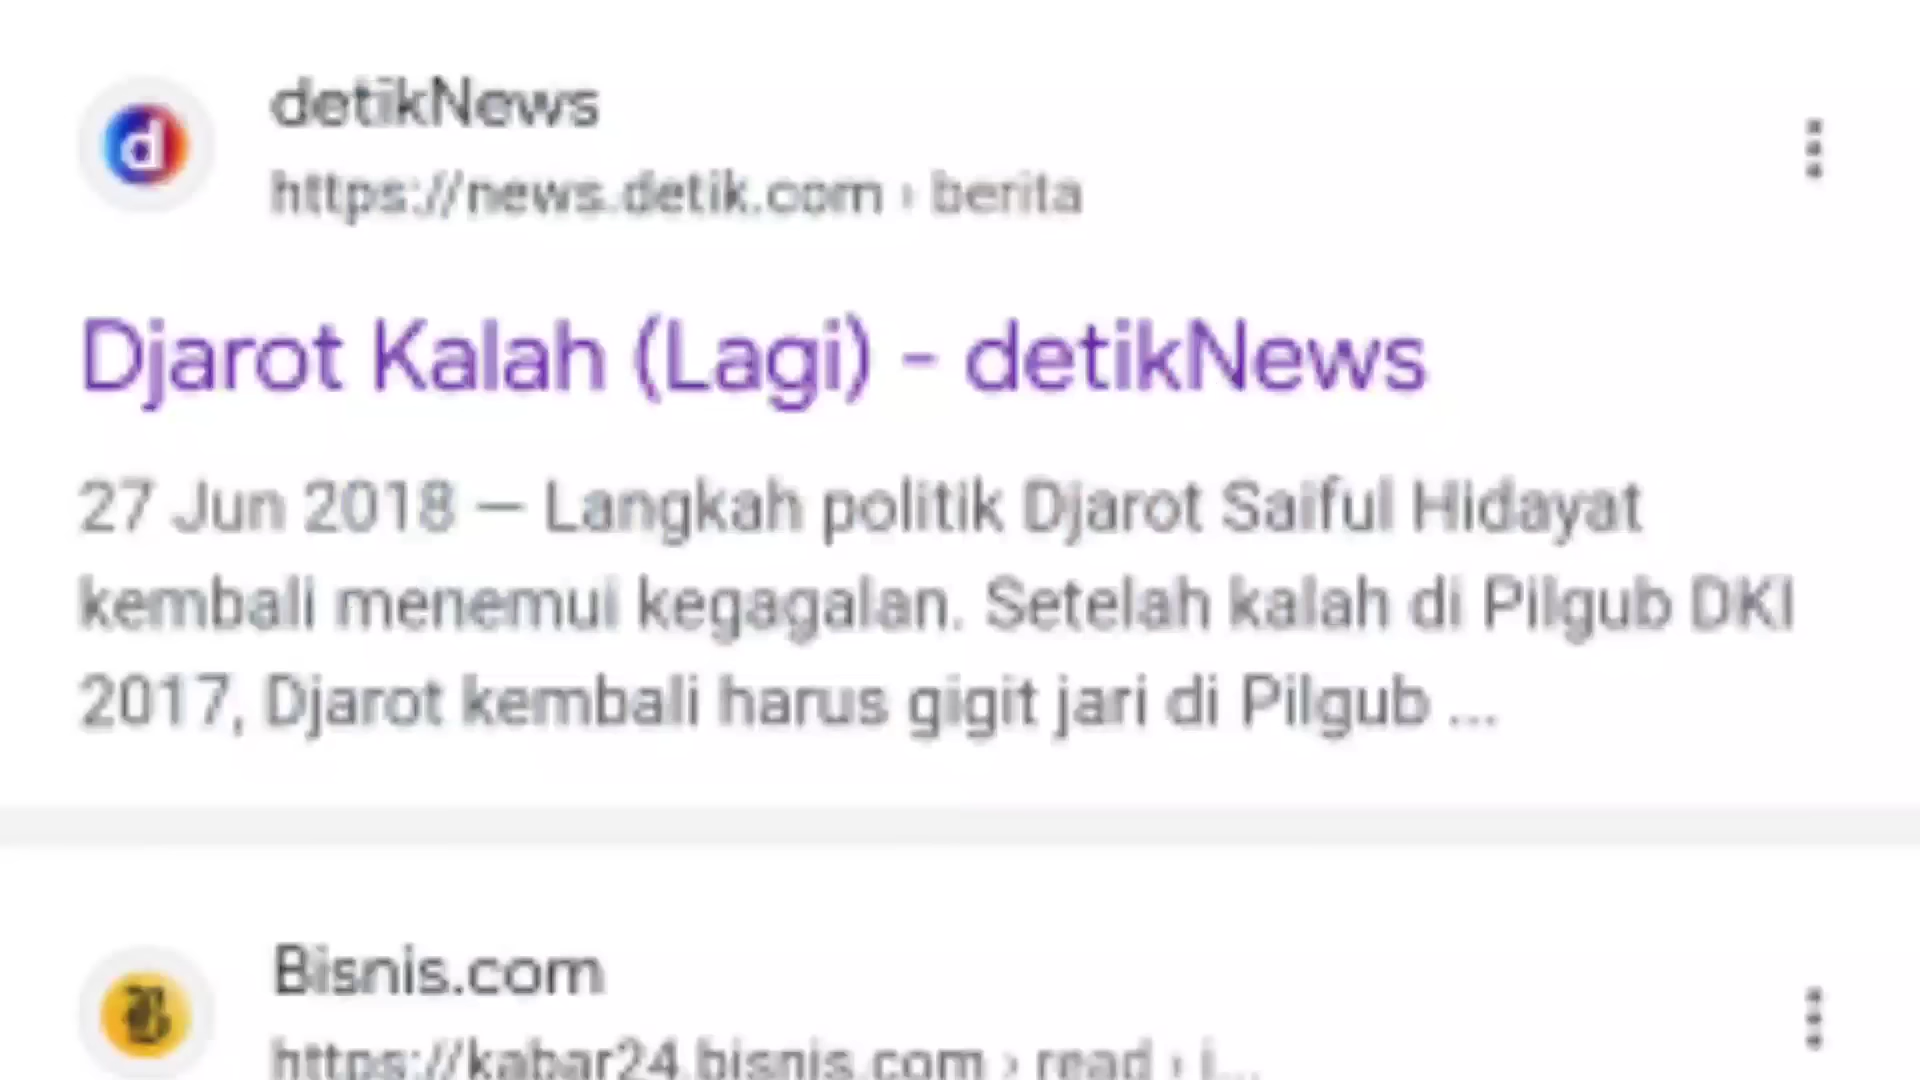 detikNews
https://news.detik.com › berita
Djarot Kalah (Lagi) - detikNews
27 Jun 2018 — Langkah politik Djarot Saiful Hidayat
kembali menemui kegagalan. Setelah kalah di Pilgub DKI
2017, Djarot kembali harus gigit jari di Pilgub ...
Bisnis.com
https://kabar24.bisnis.com › read › j...